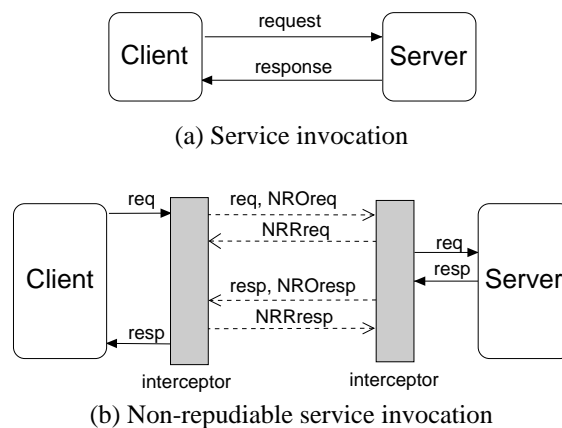 request
Client
Server
response
(a) Service invocation
req
req, NROreq
NRRreq
req
Client
resp, NROresp
resp
Server
NRRresp
resp
interceptor
interceptor
(b) Non-repudiable service invocation